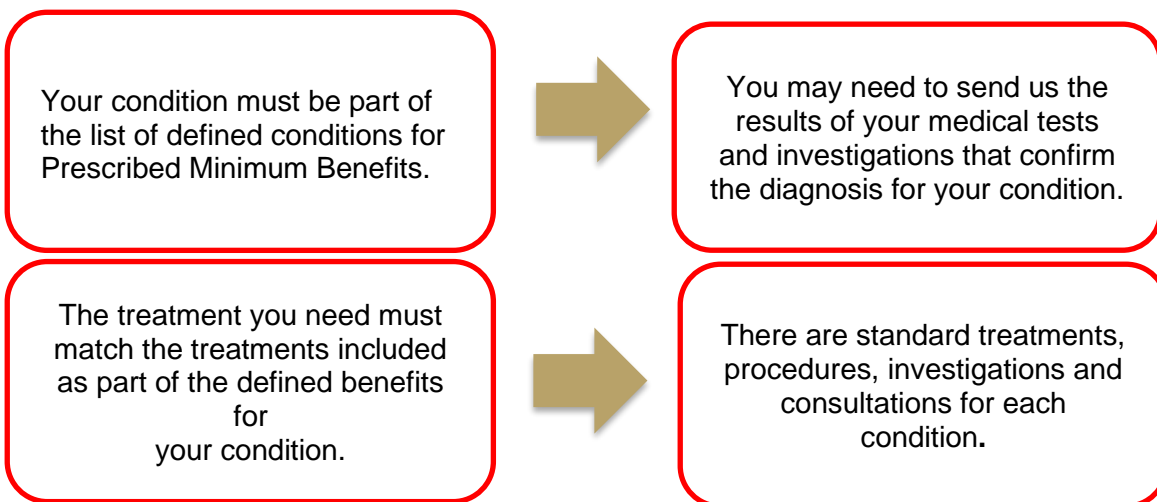 Your condition must be part of
the list of defined conditions for
Prescribed Minimum Benefits.
You may need to send us the
results of your medical tests
and investigations that confirm
the diagnosis for your condition.
The treatment you need must
match the treatments included
as part of the defined benefits
for
your condition.
There are standard treatments,
procedures, investigations and
consultations for each
condition.